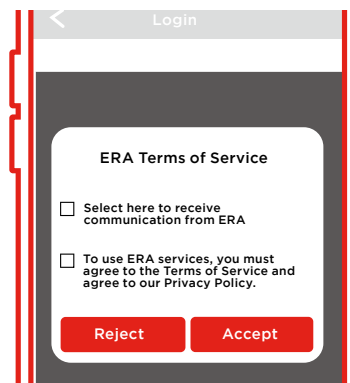 Login
ERA Terms of Service
Select here to receive
communication from ERA
To use ERA services, you must
agree to the Terms of Service and
agree to our Privacy Policy.
Reject Accept